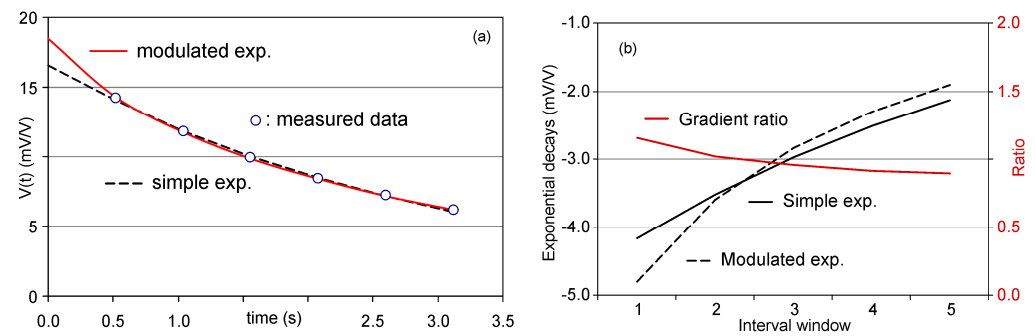 20
15
10
5
0
V(t) (mV/V)
(a)
modulated exp.
: measured data
simple exp.
0.0 0.5 1.0 time (s) 2.5 3.0 3.5
-1.0
-2.0
-3.0
-4.0
-5.0
Exponential decays (mV/V)
(b)
Gradient ratio
Simple exp.
Modulated exp.
1 2 3 4 5
Interval window
2.0
1.5
1.0
0.5
0.0
Ratio